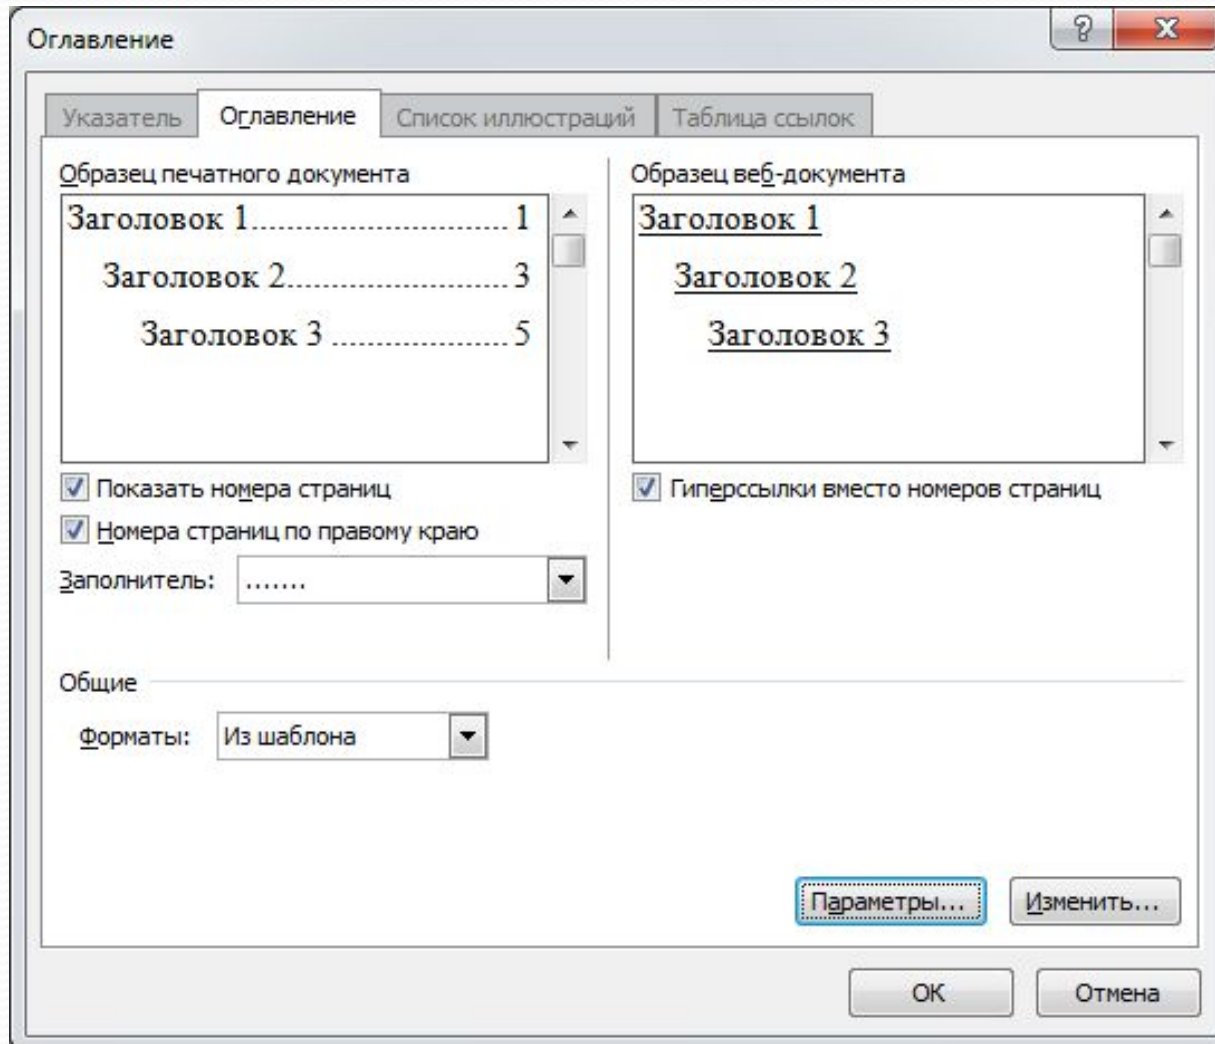 Оглавление
?
Указатель Оглавление Список иллюстраций Таблица ссылок
Образец печатного документа
Заголовок 1.......................... 1
Заголовок 2....................... 3
Заголовок 3 .................. 5
Образец веб-документа
Заголовок 1
Заголовок 2
Заголовок 3
Показать номера страниц
Номера страниц по правому краю
Заполнитель: .......
Гиперссылки вместо номеров страниц
Общие
Форматы: Из шаблона
Параметры... Изменить...
ОК Отмена